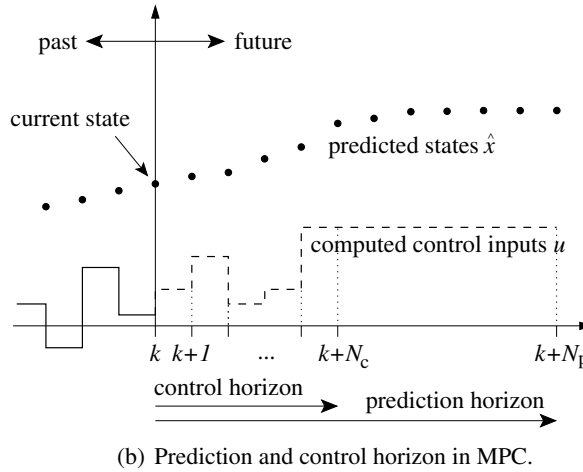 past future
current state
predicted states x̂
computed control inputs u
k k+1 ... k+N_c k+N_p
control horizon
prediction horizon
(b) Prediction and control horizon in MPC.